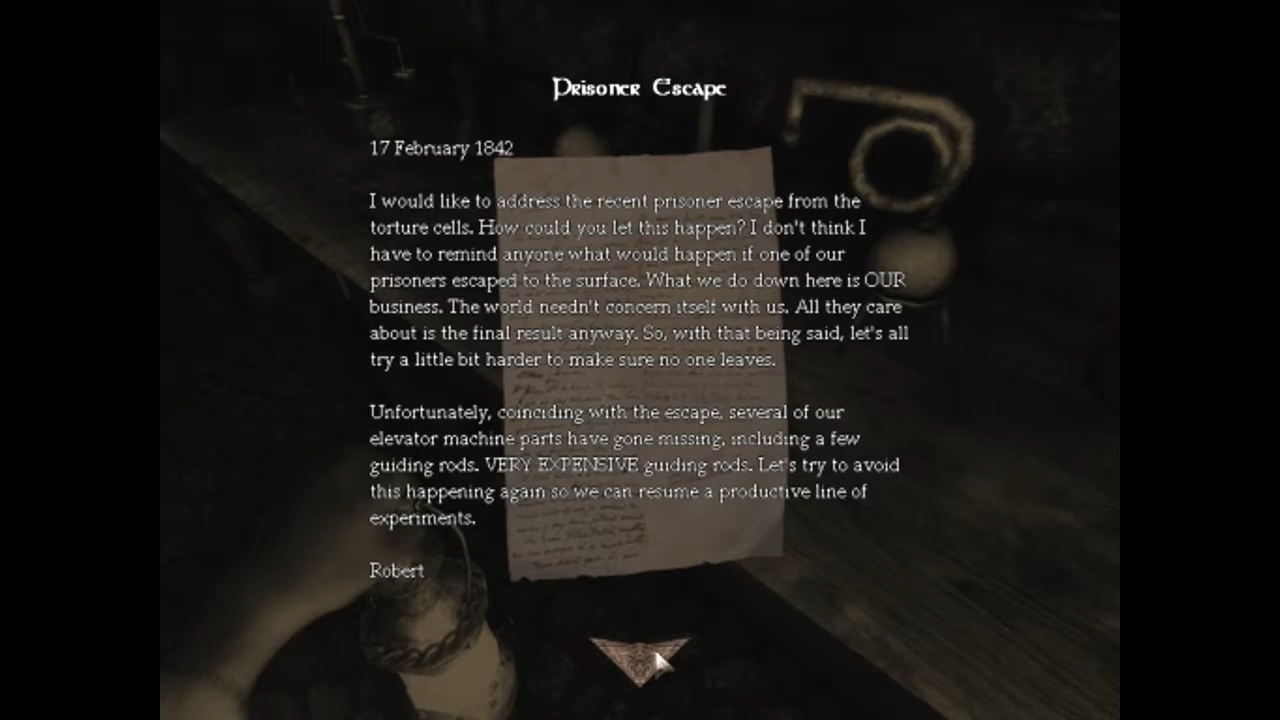 Prisoner Escape
17 February 1842
I would like to address the recent prisoner escape from the
torture cells. How could you let this happen? I don't think I
have to remind anyone what would happen if one of our
prisoners escaped to the surface. What we do down here is OUR
business. The world needn't concern itself with us. All they care
about is the final result anyway. So, with that being said, let's all
try a little bit harder to make sure no one leaves.
Unfortunately, coinciding with the escape, several of our
elevator machine parts have gone missing, including a few
guiding rods. VERY EXPENSIVE guiding rods. Let's try to avoid
this happening again so we can resume a productive line of
experiments.
Robert